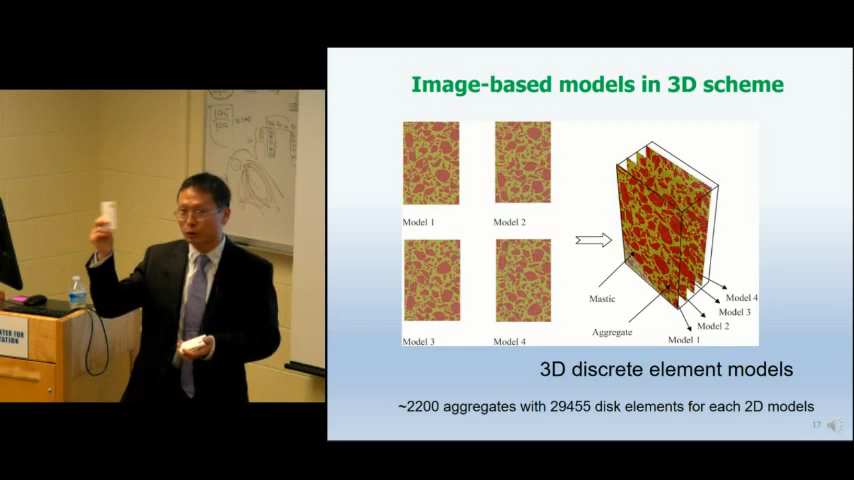 Image-based models in 3D scheme
Model 1
Model 2
Model 3
Model 4
Mastic
Aggregate
Model 4
Model 3
Model 2
Model 1
3D discrete element models
~2200 aggregates with 29455 disk elements for each 2D models
17